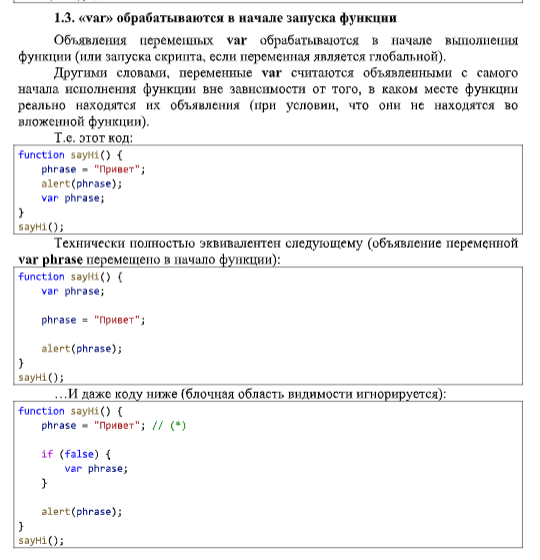 1.3. «var» обрабатываются в начале запуска функции
Объявления переменных var обрабатываются в начале выполнения
функции (или запуска скрипта, если переменная является глобальной).
Другими словами, переменные var считаются объявленными с самого
начала исполнения функции вне зависимости от того, в каком месте функции
реально находятся их объявления (при условии, что они не находятся во
вложенной функции).
Т.е. этот код:
function sayHi() {
    phrase = "Привет";
    alert(phrase);
    var phrase;
}
sayHi();
Технически полностью эквивалентен следующему (объявление переменной
var phrase перемещено в начало функции):
function sayHi() {
    var phrase;
    phrase = "Привет";
    alert(phrase);
}
sayHi();
…И даже коду ниже (блочная область видимости игнорируется):
function sayHi() {
    phrase = "Привет"; // (*)
    if (false) {
        var phrase;
    }
    alert(phrase);
}
sayHi();